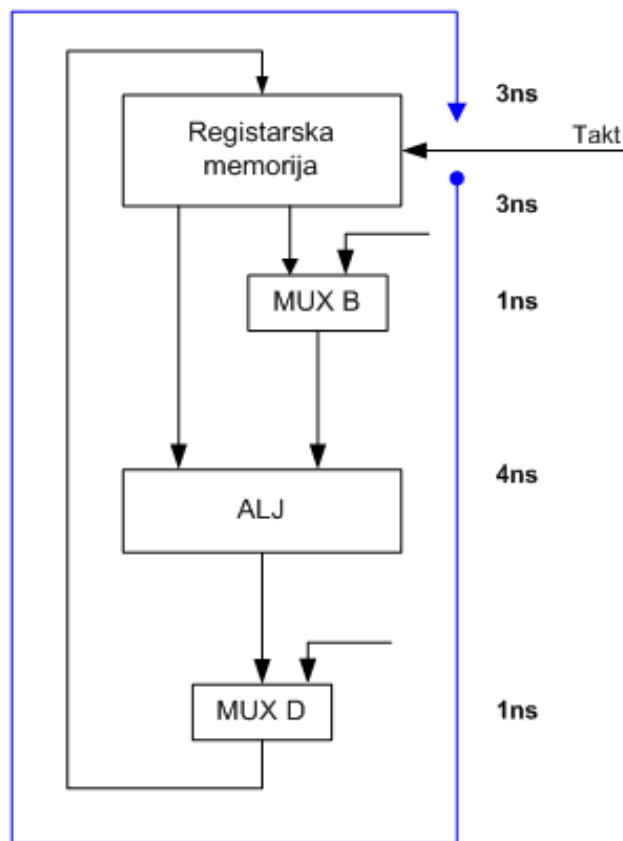 3ns
Registarska
memorija
Takt
3ns
MUX B
1ns
ALJ
4ns
MUX D
1ns